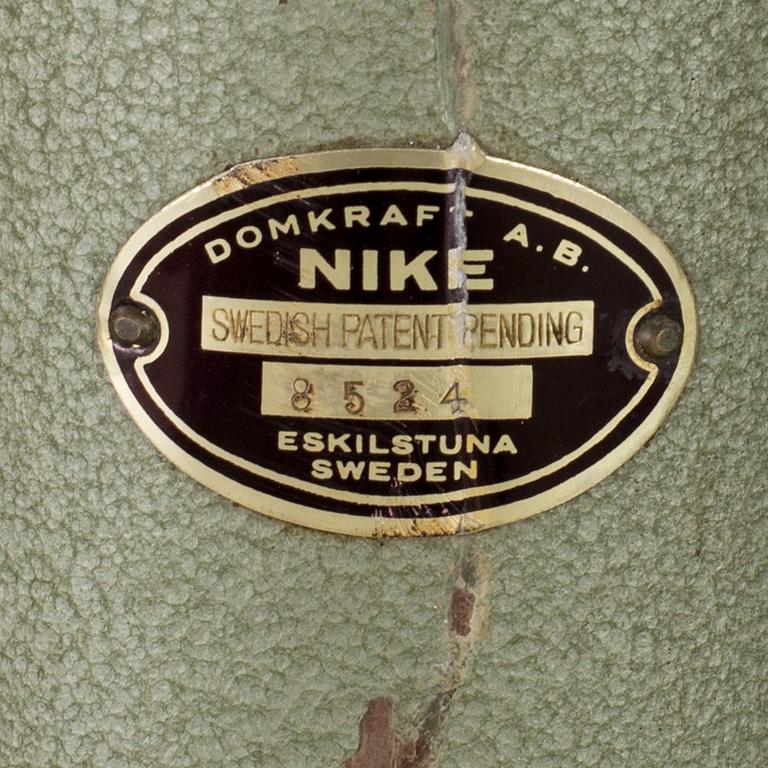 DOMKRAFT A.B.
NIKE
SWEDISH PATENT PENDING
8524
ESKILSTUNA
SWEDEN